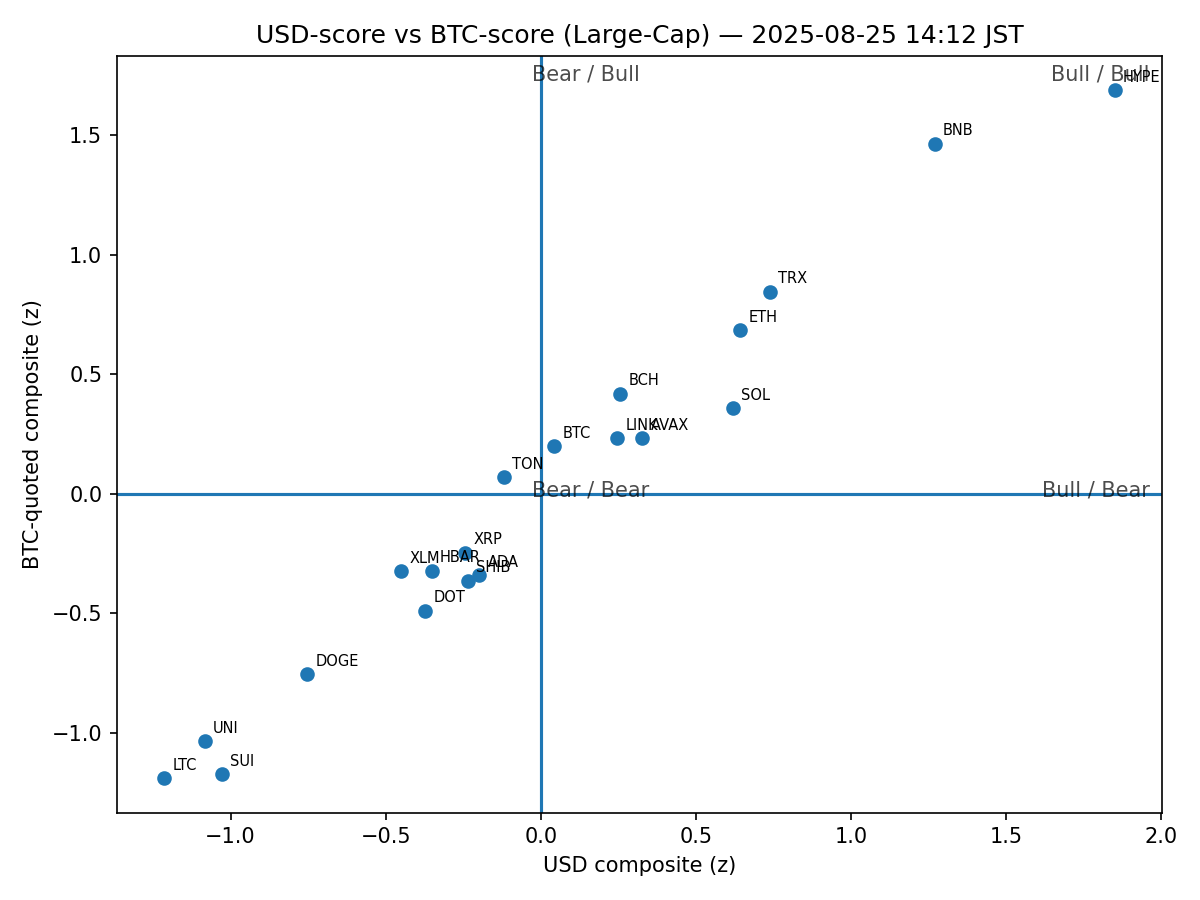 USD-score vs BTC-score (Large-Cap) — 2025-08-25 14:12 JST
Bear / Bull
Bull / Bull
HYPE
BNB
1.5
1.0
TRX
ETH
0.5
BCH
SOL
LINK
AVAX
BTC
TON
0.0
Bear / Bear
Bull / Bear
XRP
XLM
HBAR
ADA
SHIB
−0.5
DOT
DOGE
−1.0
UNI
SUI
LTC
−1.0
−0.5
0.0
0.5
1.0
1.5
2.0
USD composite (z)
BTC-quoted composite (z)